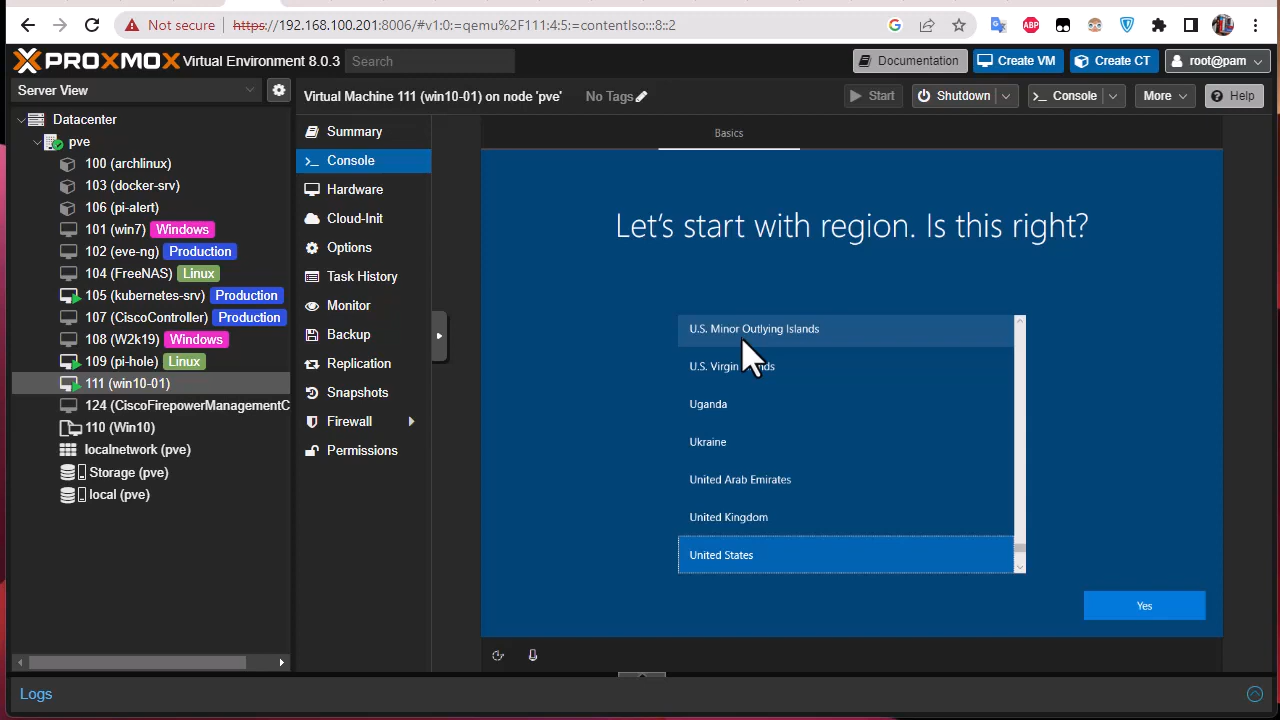 Not secure https://192.168.100.201:8006/#v1:0:=qemu%2F111:4:5:=contentIso:::8::2
PROXMOX Virtual Environment 8.0.3 Search Documentation Create VM Create CT root@pam
Server View Virtual Machine 111 (win10-01) on node 'pve' No Tags Start Shutdown Console More Help
Datacenter
pve
100 (archlinux)
103 (docker-srv)
106 (pi-alert)
101 (win7) Windows
102 (eve-ng) Production
104 (FreeNAS) Linux
105 (kubernetes-srv) Production
107 (CiscoController) Production
108 (W2k19) Windows
109 (pi-hole) Linux
111 (win10-01)
124 (CiscoFirepowerManagementC
110 (Win10)
localnetwork (pve)
Storage (pve)
local (pve)
Summary
Console
Hardware
Cloud-Init
Options
Task History
Monitor
Backup
Replication
Snapshots
Firewall
Permissions
Basics
Let's start with region. Is this right?
U.S. Minor Outlying Islands
U.S. Virgin
Uganda
Ukraine
United Arab Emirates
United Kingdom
United States
Yes
Logs